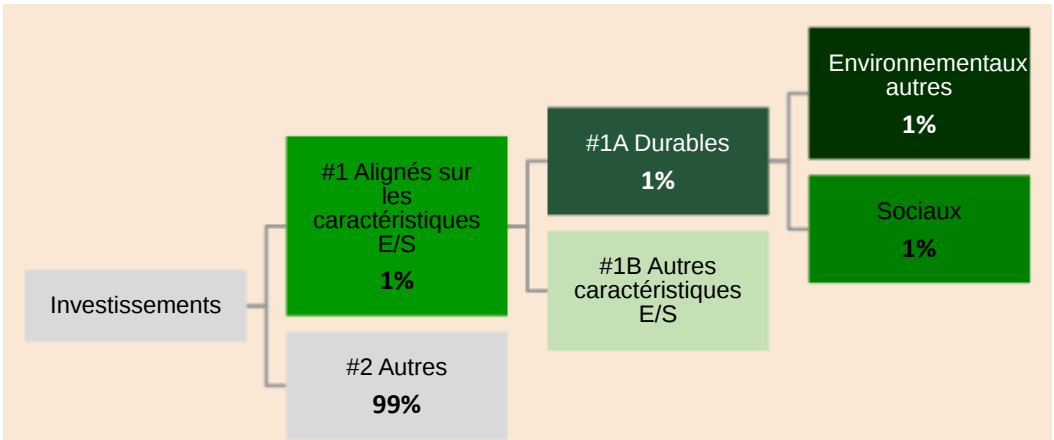 Investissements
#1 Alignés sur
les
caractéristiques
E/S
1%
#2 Autres
99%
#1A Durables
1%
#1B Autres
caractéristiques
E/S
Environnementaux
autres
1%
Sociaux
1%